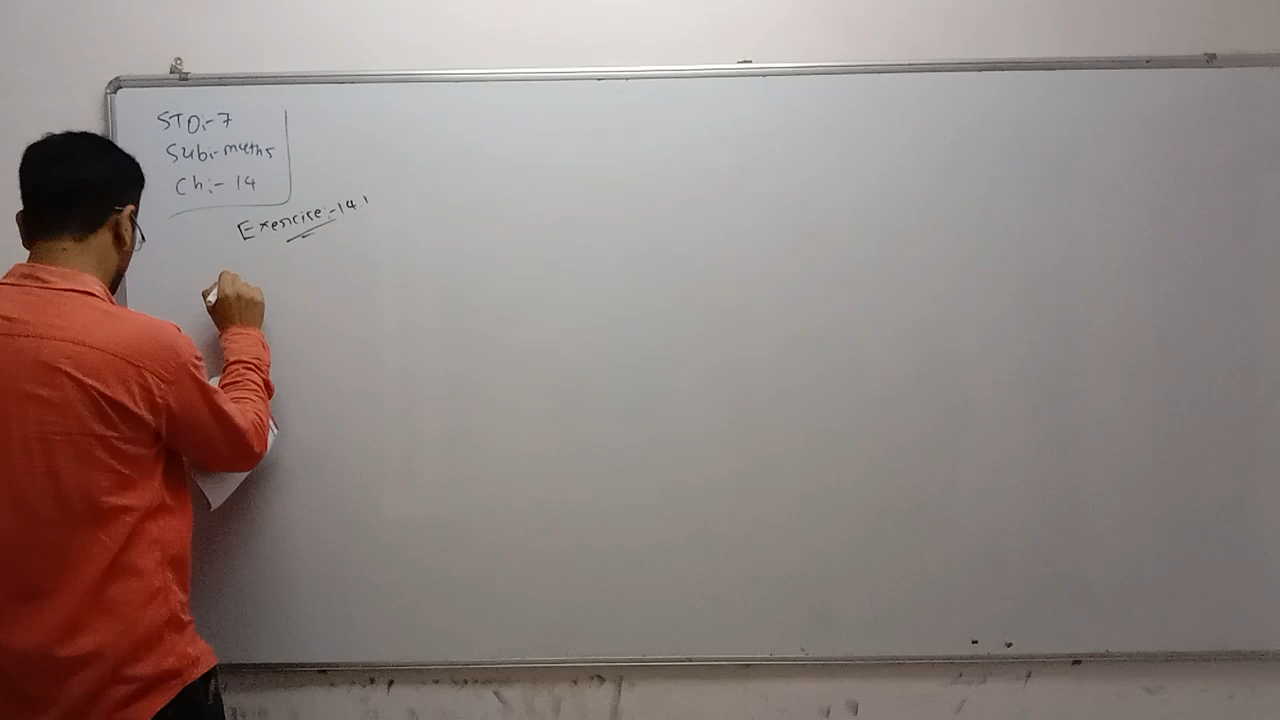 STD:- 7
Sub:- maths
Ch:- 14
Exercise:- 14.1